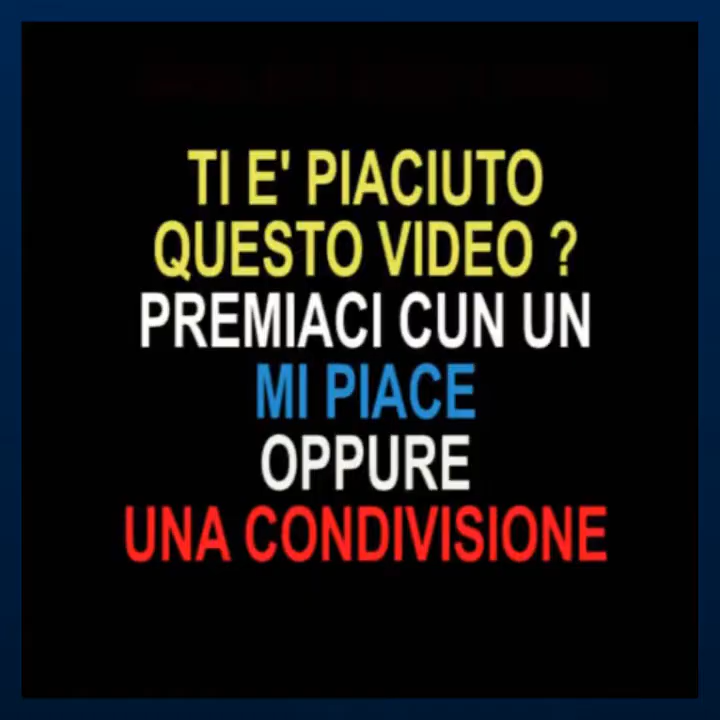 TI E' PIACIUTO
QUESTO VIDEO ?
PREMIACI CUN UN
MI PIACE
OPPURE
UNA CONDIVISIONE